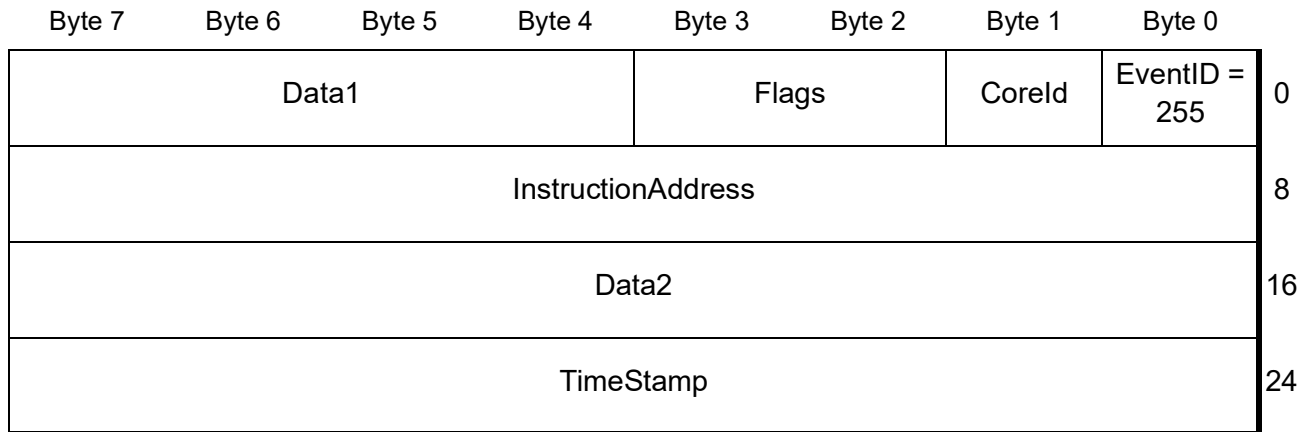 Byte 7 Byte 6 Byte 5 Byte 4 Byte 3 Byte 2 Byte 1 Byte 0
Data1 Flags CoreId EventID = 255 0
InstructionAddress 8
Data2 16
TimeStamp 24